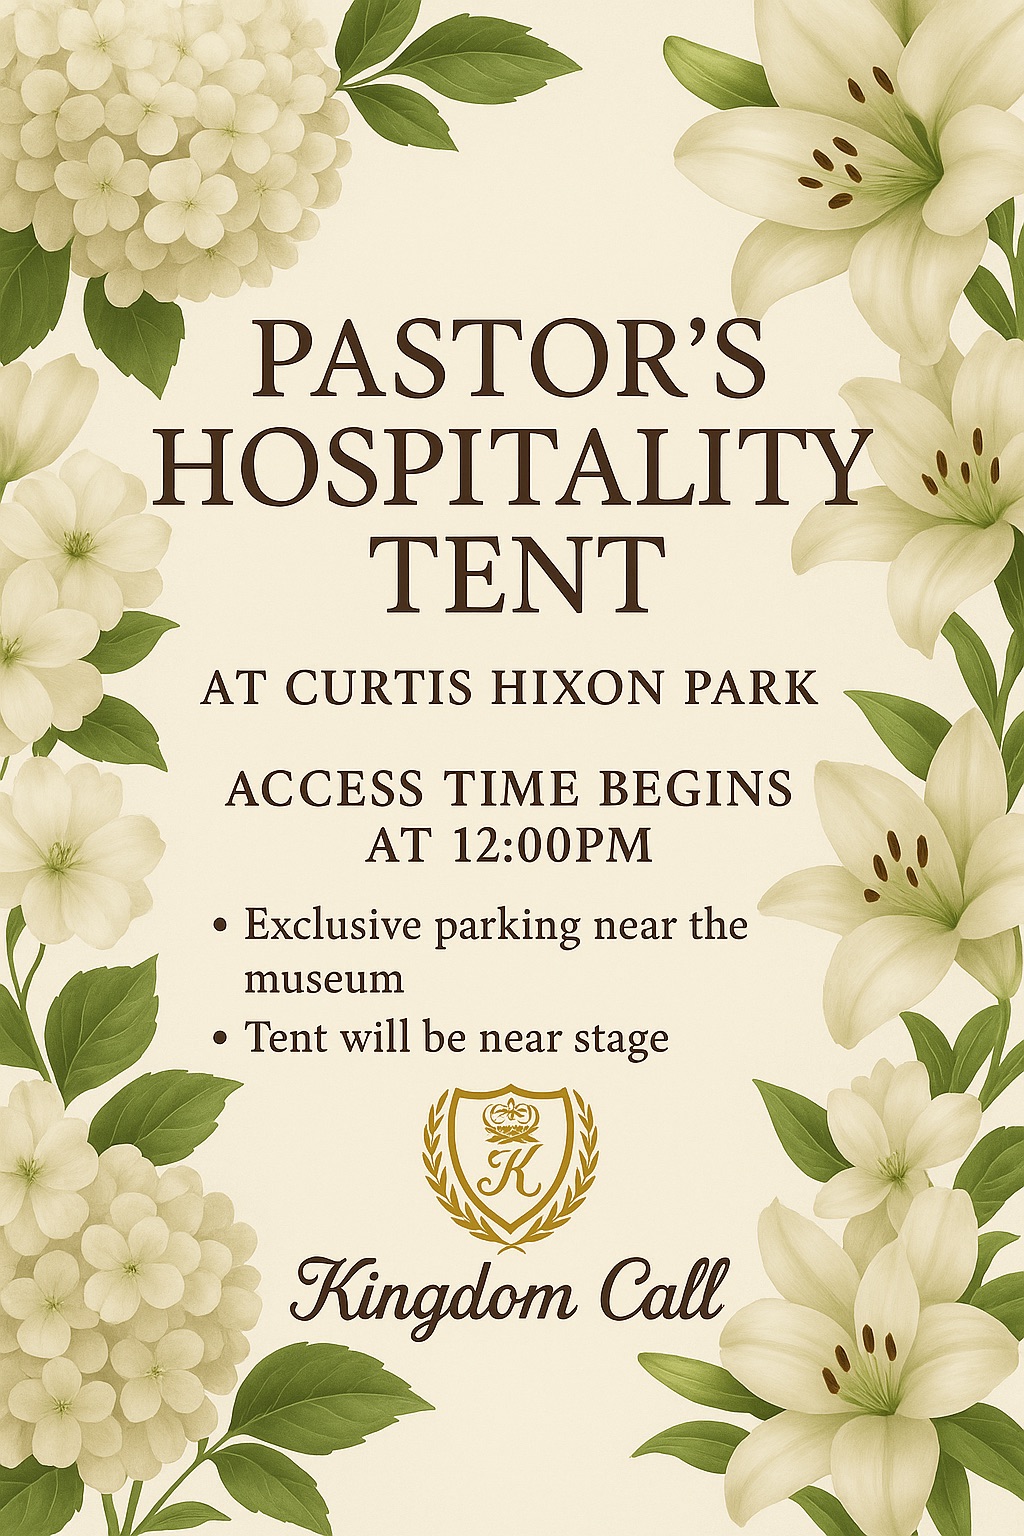 PASTOR’S
HOSPITALITY
TENT
AT CURTIS HIXON PARK
ACCESS TIME BEGINS
AT 12:00PM
• Exclusive parking near the
museum
• Tent will be near stage
K
Kingdom Call